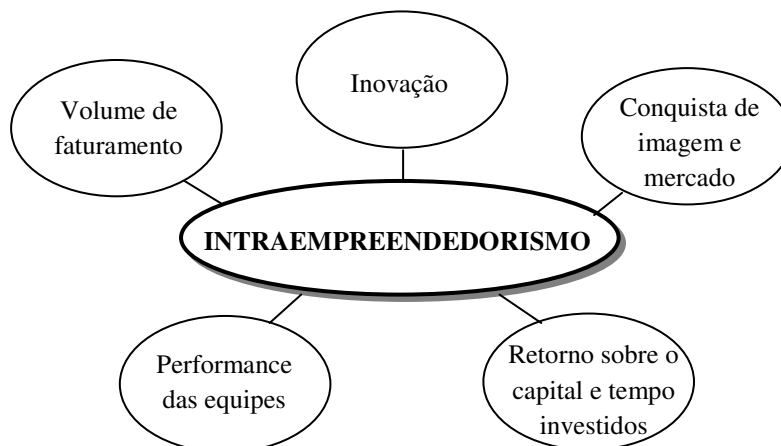 Inovação
Volume de
faturamento
Conquista de
imagem e
mercado
INTRAEMPREENDEDORISMO
Performance
das equipes
Retorno sobre o
capital e tempo
investidos